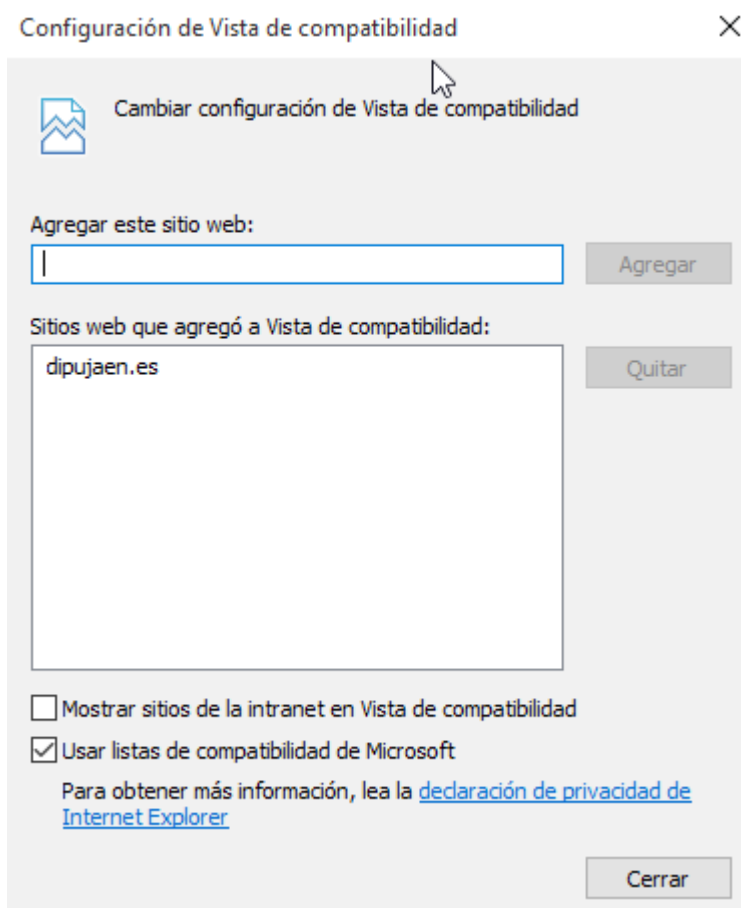 Configuración de Vista de compatibilidad
Cambiar configuración de Vista de compatibilidad
Agregar este sitio web:
Agregar
Sitios web que agregó a Vista de compatibilidad:
dipujaen.es
Quitar
Mostrar sitios de la intranet en Vista de compatibilidad
Usar listas de compatibilidad de Microsoft
Para obtener más información, lea la declaración de privacidad de
Internet Explorer
Cerrar